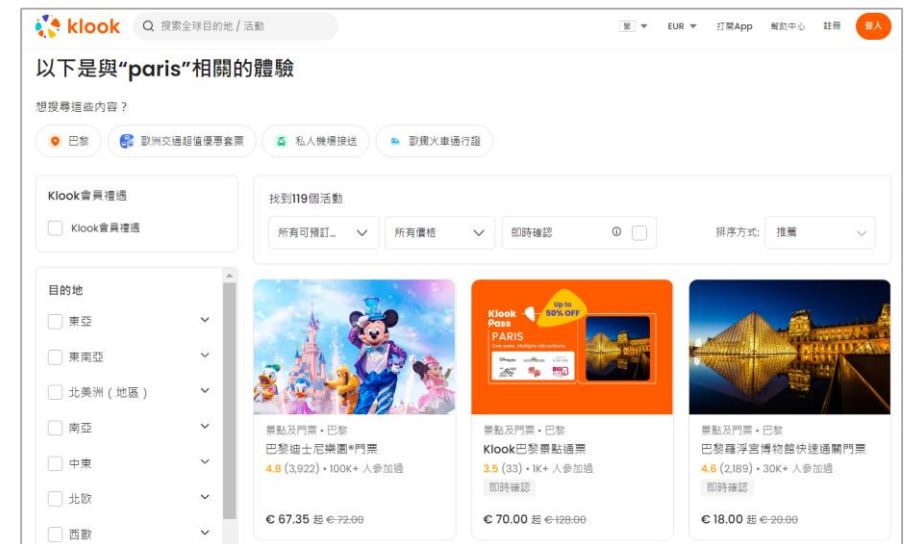 klook
搜索全球目的地 / 活動
繁
EUR
打開App
幫助中心
註冊
登入
以下是與“paris”相關的體驗
想搜尋這些內容？
巴黎
歐洲交通超值優惠套票
私人機場接送
歐鐵火車通行證
Klook會員禮遇
Klook會員禮遇
找到119個活動
所有可預訂...
所有價格
即時確認
排序方式:
推薦
目的地
東亞
東南亞
北美洲（地區）
南亞
中東
北歐
西歐
景點及門票 • 巴黎
巴黎迪士尼樂園®門票
4.8 (3,922) • 100K+ 人參加過
€ 67.35 起 € 72.00
Klook
Pass
Up to
50% OFF
PARIS
One pass. Multiple attractions.
景點及門票 • 巴黎
Klook巴黎景點通票
3.5 (33) • 1K+ 人參加過
即時確認
€ 70.00 起 € 128.00
景點及門票 • 巴黎
巴黎羅浮宮博物館快速通關門票
4.6 (2,189) • 30K+ 人參加過
即時確認
€ 18.00 起 € 20.00